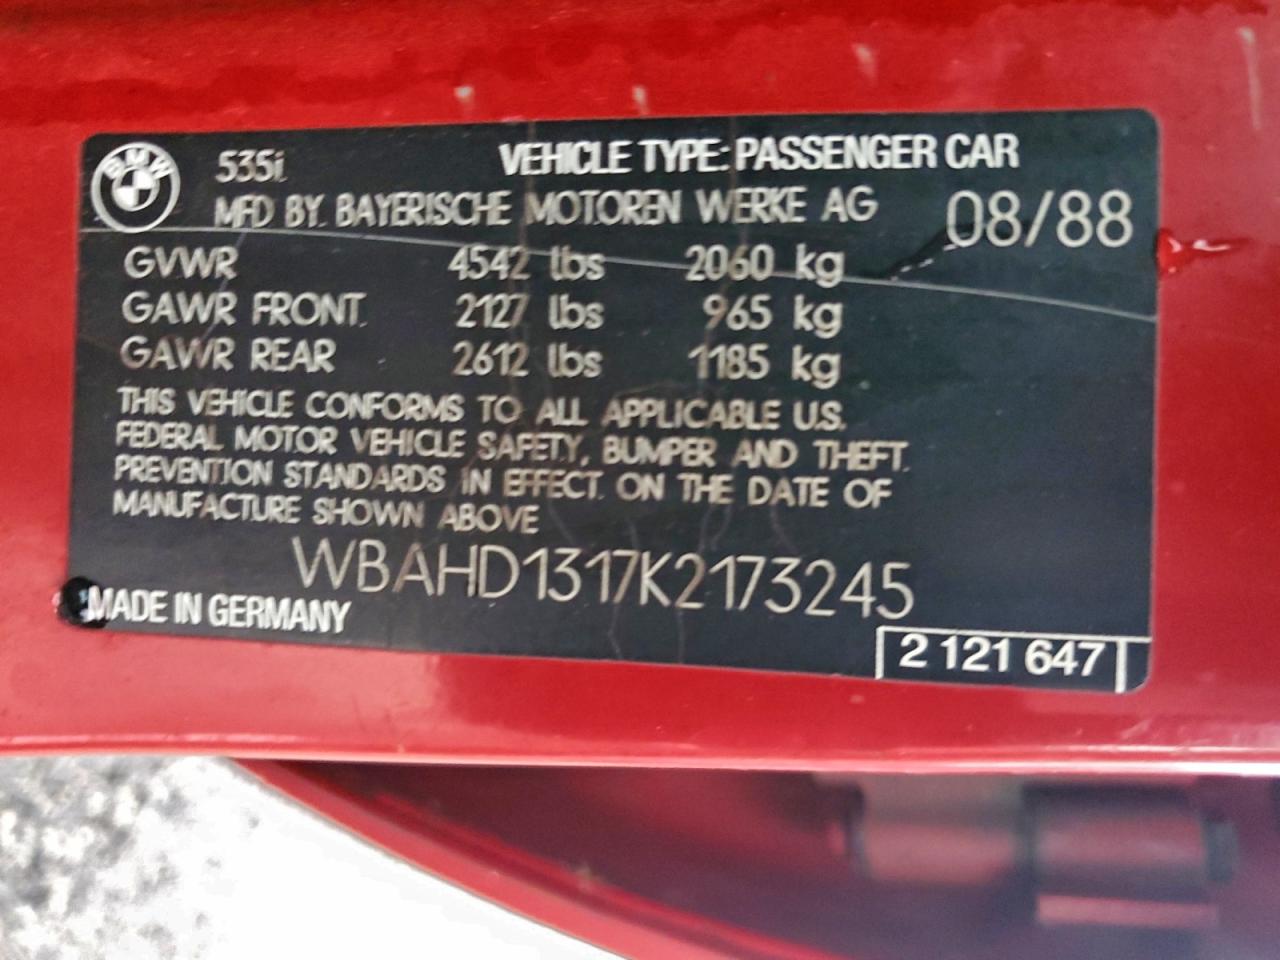 BMW
535i
VEHICLE TYPE: PASSENGER CAR
MFD BY. BAYERISCHE MOTOREN WERKE AG 08/88
GVWR 4542 lbs 2060 kg
GAWR FRONT 2127 lbs 965 kg
GAWR REAR 2612 lbs 1185 kg
THIS VEHICLE CONFORMS TO ALL APPLICABLE U.S.
FEDERAL MOTOR VEHICLE SAFETY, BUMPER AND THEFT
PREVENTION STANDARDS IN EFFECT ON THE DATE OF
MANUFACTURE SHOWN ABOVE
WBAHD1317K2173245
MADE IN GERMANY
2 121 647